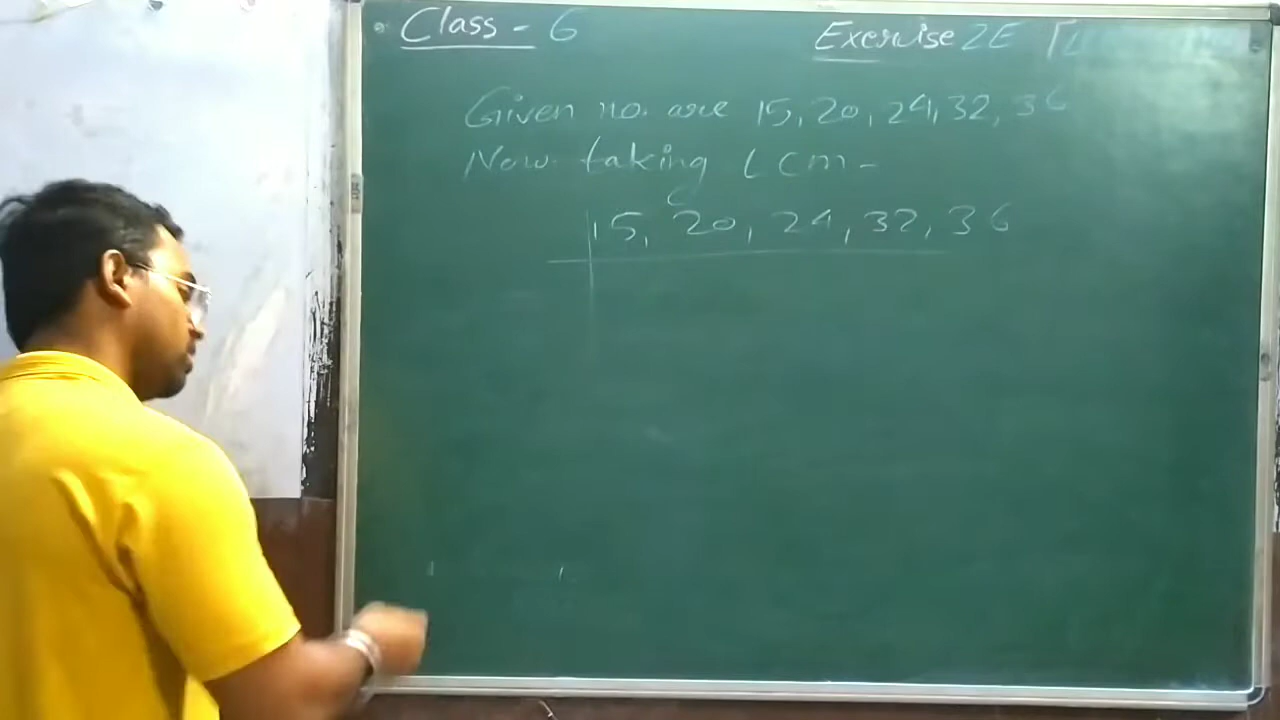 Class - 6
Exercise 2E
Given no. are 15, 20, 24, 32, 36
Now taking LCM -
15, 20, 24, 32, 36